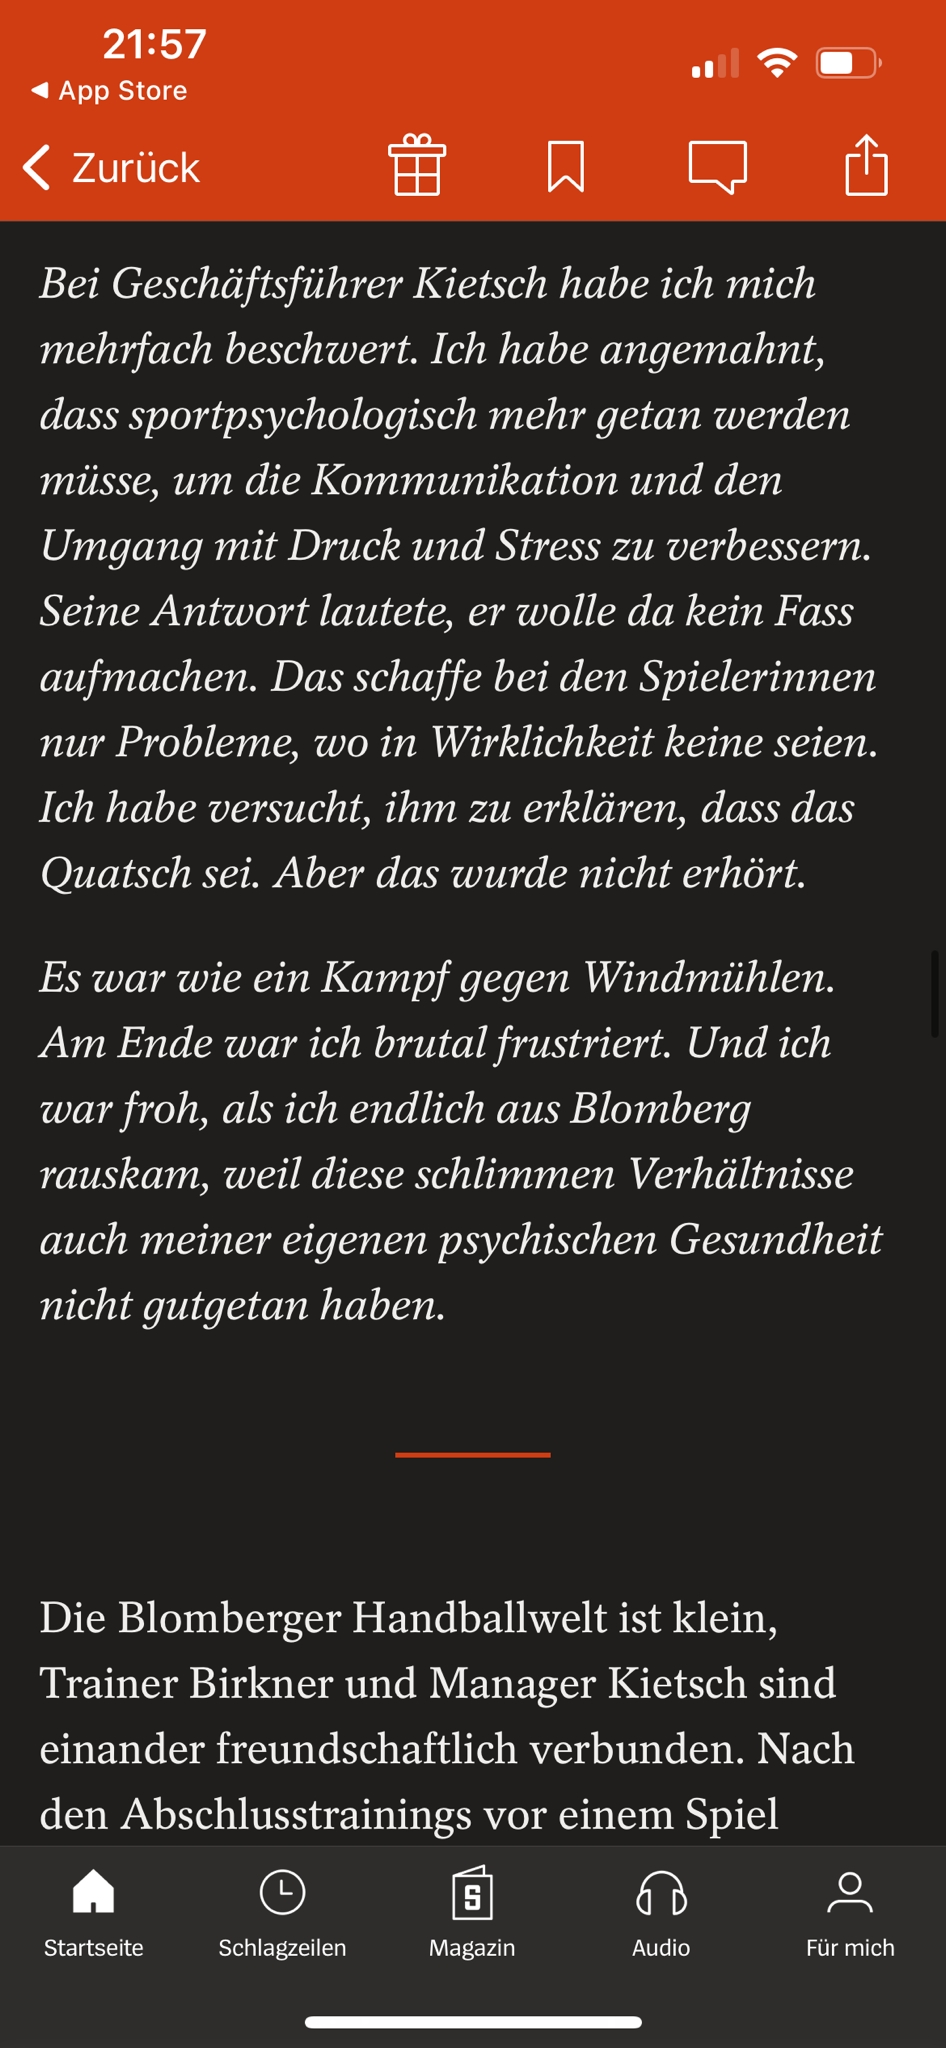 21:57
◀ App Store
Zurück
Bei Geschäftsführer Kietsch habe ich mich
mehrfach beschwert. Ich habe angemahnt,
dass sportpsychologisch mehr getan werden
müsse, um die Kommunikation und den
Umgang mit Druck und Stress zu verbessern.
Seine Antwort lautete, er wolle da kein Fass
aufmachen. Das schaffe bei den Spielerinnen
nur Probleme, wo in Wirklichkeit keine seien.
Ich habe versucht, ihm zu erklären, dass das
Quatsch sei. Aber das wurde nicht erhört.
Es war wie ein Kampf gegen Windmühlen.
Am Ende war ich brutal frustriert. Und ich
war froh, als ich endlich aus Blomberg
rauskam, weil diese schlimmen Verhältnisse
auch meiner eigenen psychischen Gesundheit
nicht gutgetan haben.
Die Blomberger Handballwelt ist klein,
Trainer Birkner und Manager Kietsch sind
einander freundschaftlich verbunden. Nach
den Abschlusstrainings vor einem Spiel
S
Startseite Schlagzeilen Magazin Audio Für mich